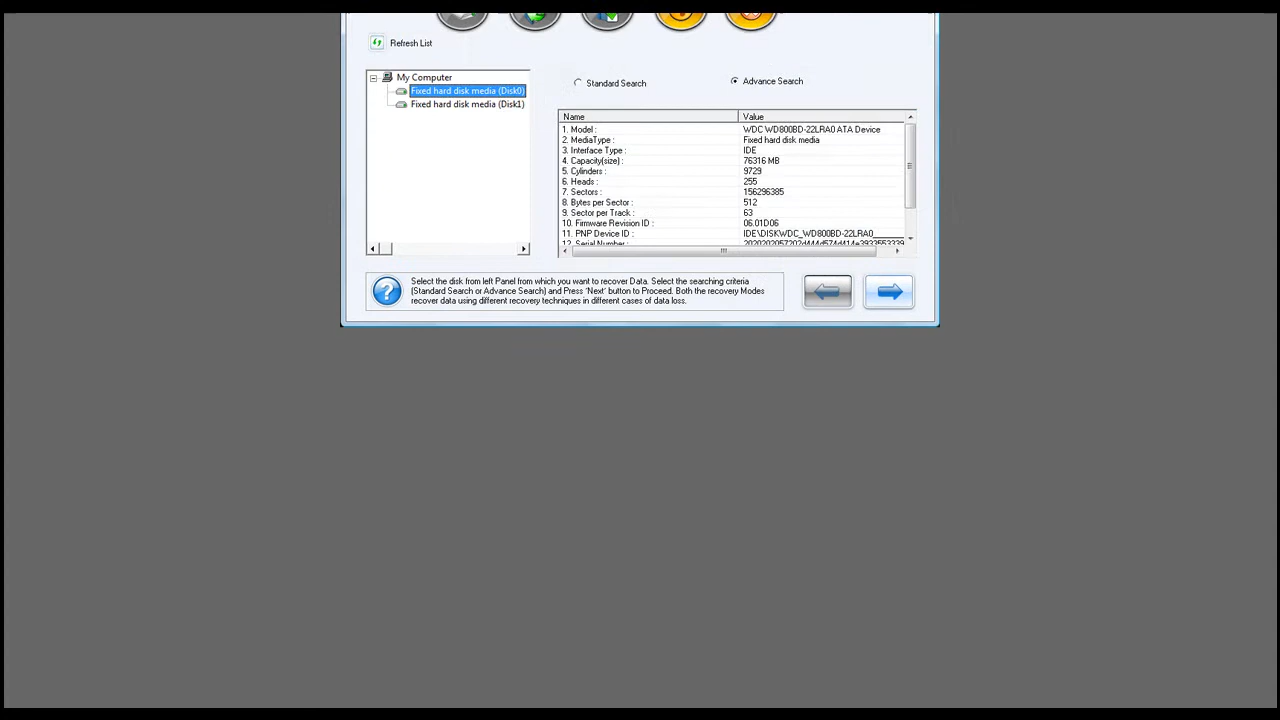 Refresh List
My Computer
Fixed hard disk media (Disk0)
Fixed hard disk media (Disk1)
Standard Search
Advance Search
Name Value
1. Model : WDC WD800BD-22LRA0 ATA Device
2. MediaType : Fixed hard disk media
3. Interface Type : IDE
4. Capacity(size) : 76316 MB
5. Cylinders : 9729
6. Heads : 255
7. Sectors : 156296385
8. Bytes per Sector : 512
9. Sector per Track : 63
10. Firmware Revision ID : 06.01D06
11. PNP Device ID : IDE\DISKWDC_WD800BD-22LRA0
12. Serial Number :
Select the disk from left Panel from which you want to recover Data. Select the searching criteria
(Standard Search or Advance Search) and Press 'Next' button to Proceed. Both the recovery Modes
recover data using different recovery techniques in different cases of data loss.